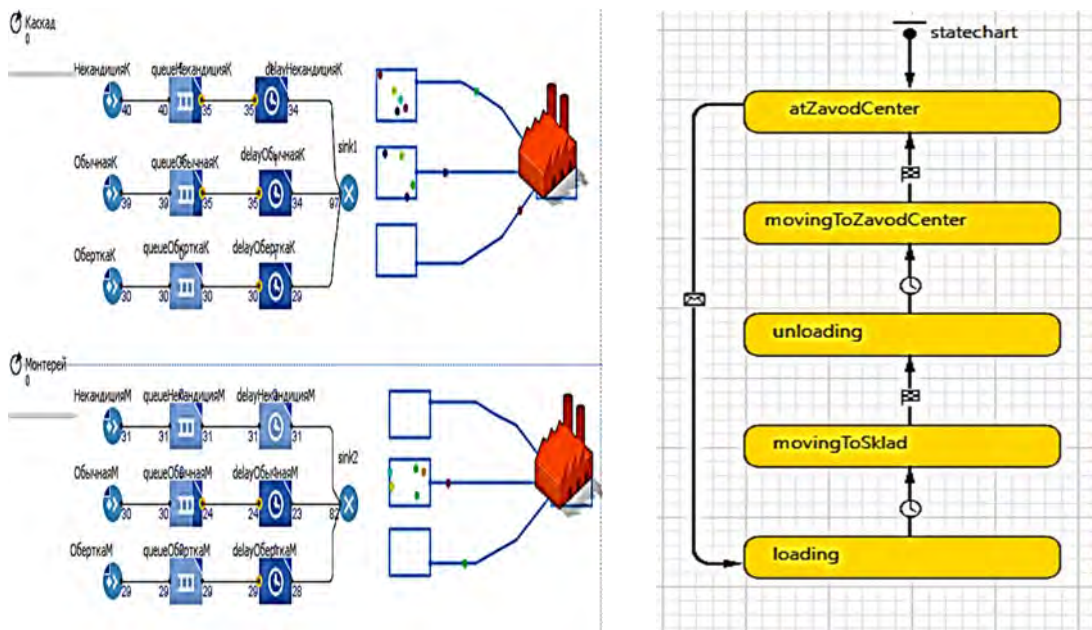 Каскад
0
НекандицияК queueНекандицияК delayНекандицияК
40 40 35 35 34
ОбычнаяК queueОбычнаяК delayОбычнаяК sink1
39 39 35 35 34 97
ОберткаК queueОберткаК delayОберткаК
30 30 30 30 29
Монтерей
0
НекандицияМ queueНекандицияМ delayНекандицияМ
31 31 31 31 31
ОбычнаяМ queueОбычнаяМ delayОбычнаяМ sink2
30 30 24 24 23 82
ОберткаМ queueОберткаМ delayОберткаМ
29 29 29 29 28
statechart
atZavodCenter
movingToZavodCenter
unloading
movingToSklad
loading